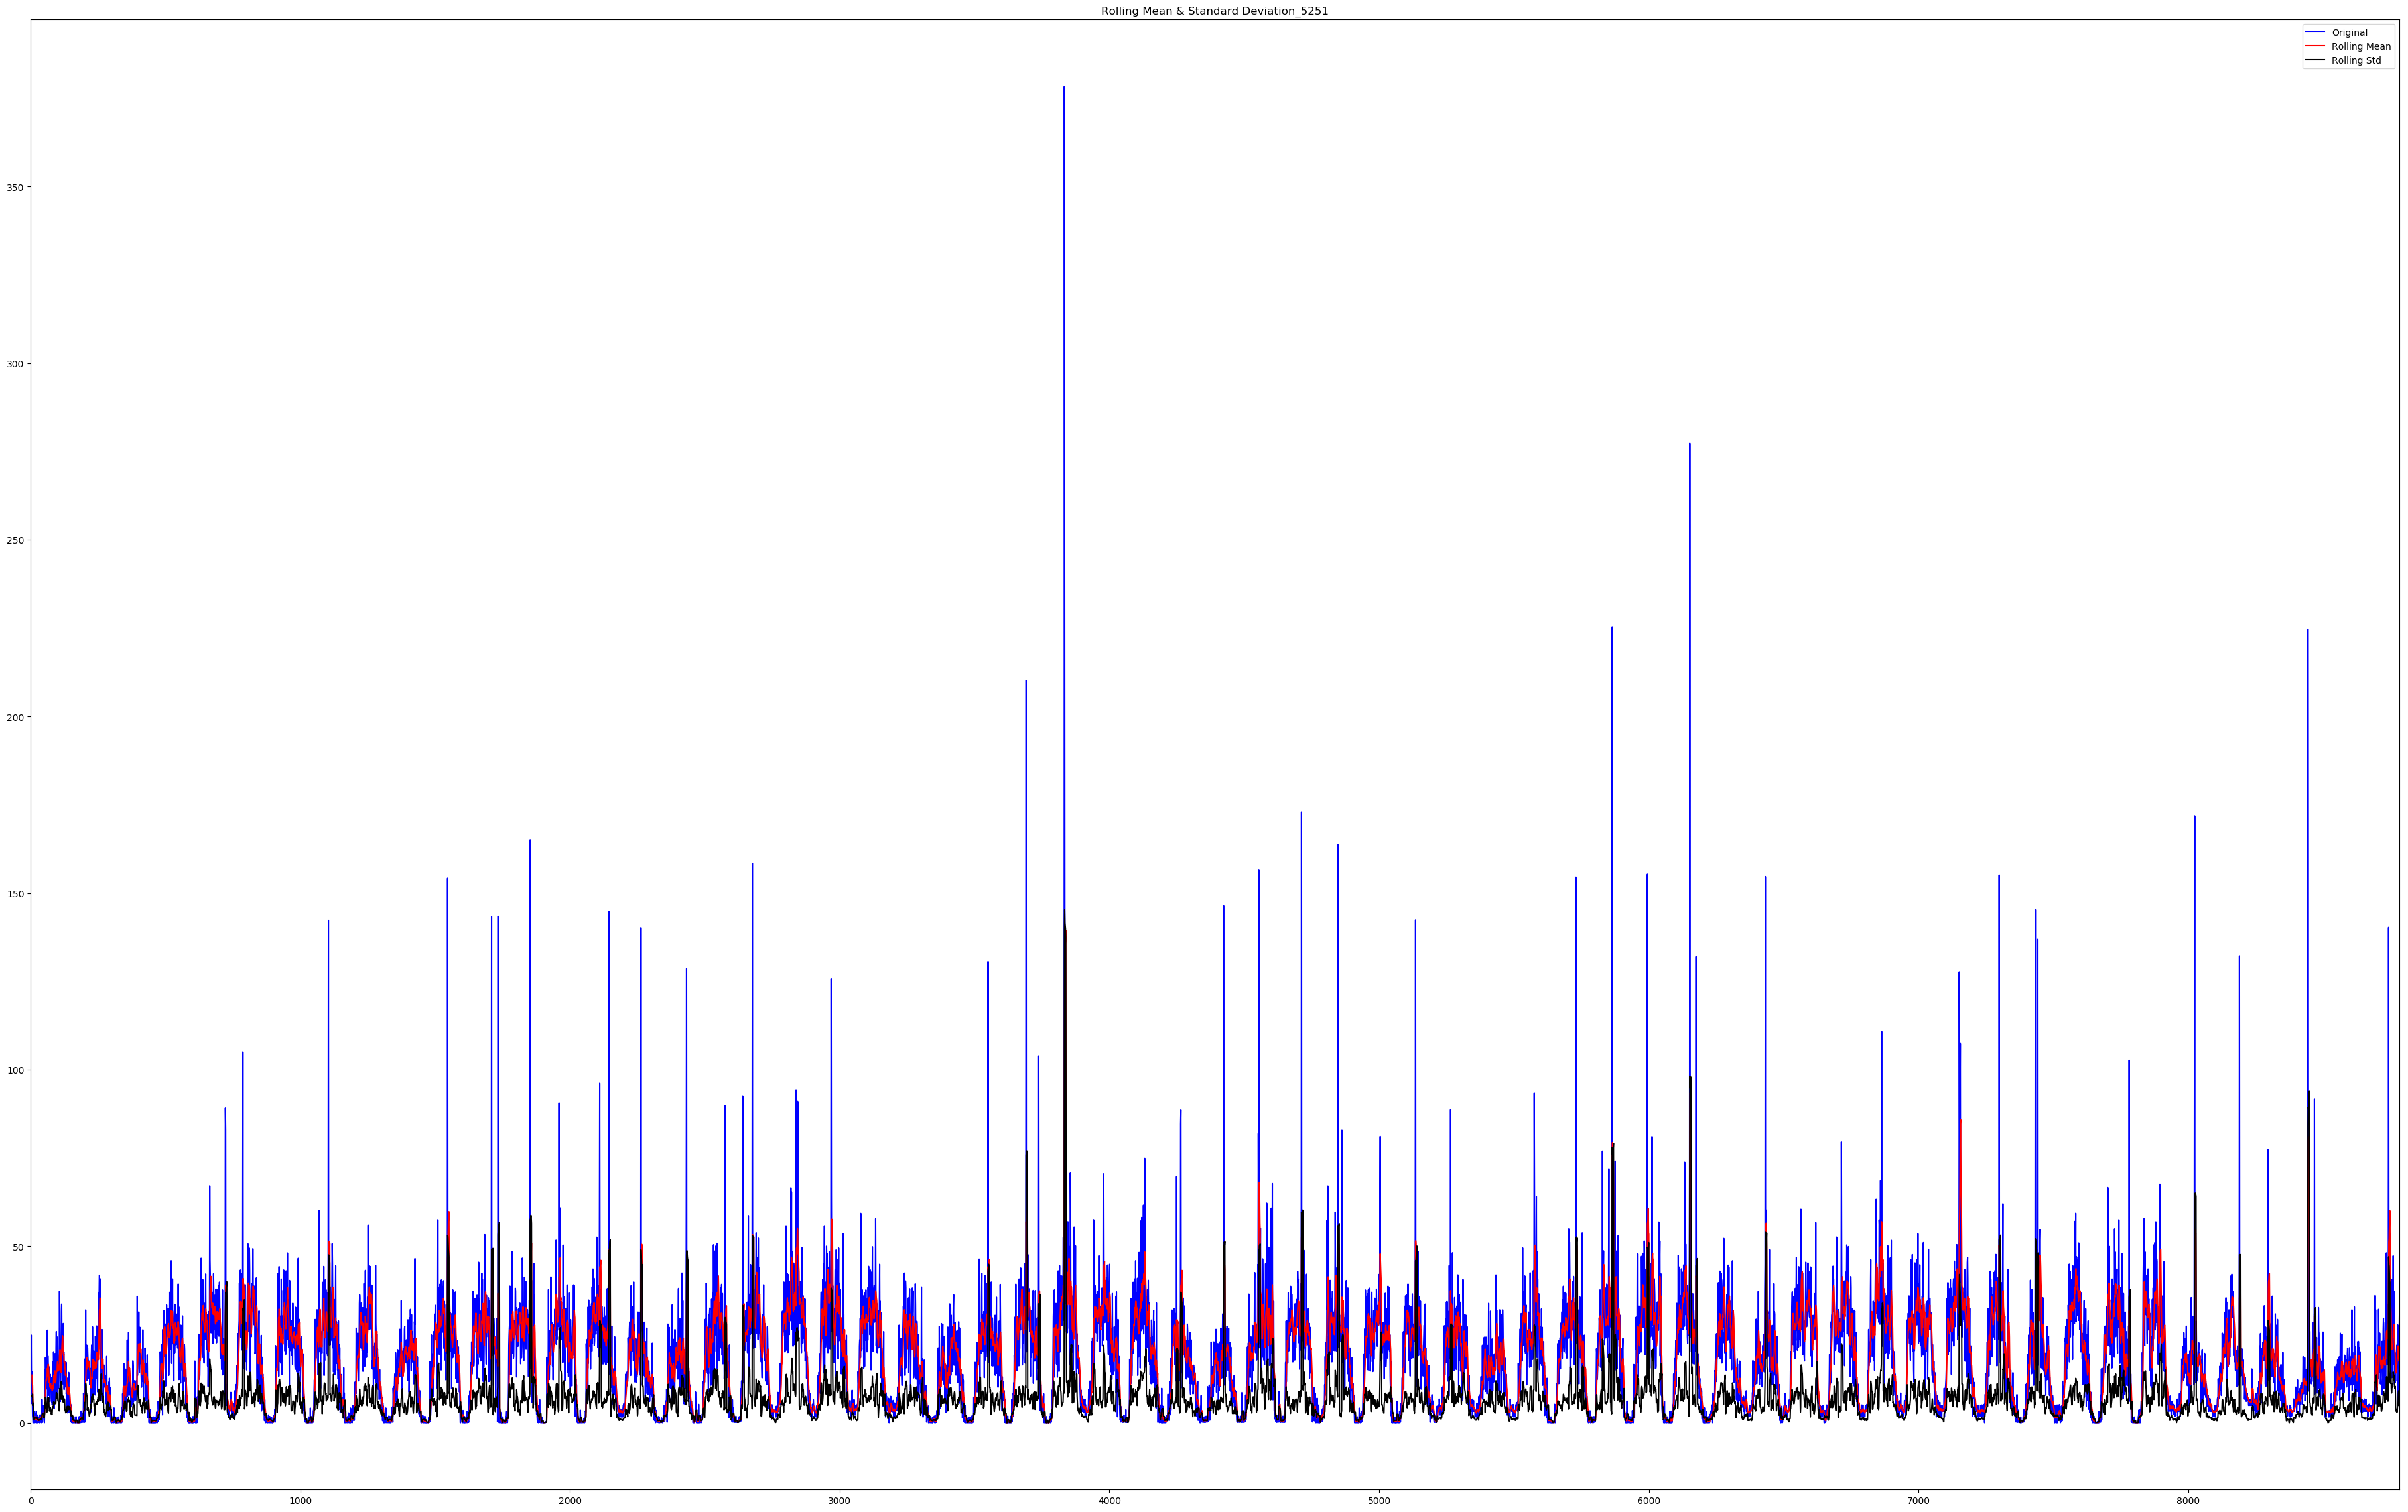 Rolling Mean & Standard Deviation_5251
Original
Rolling Mean
Rolling Std
350
300
250
200
150
100
50
0
0 1000 2000 3000 4000 5000 6000 7000 8000